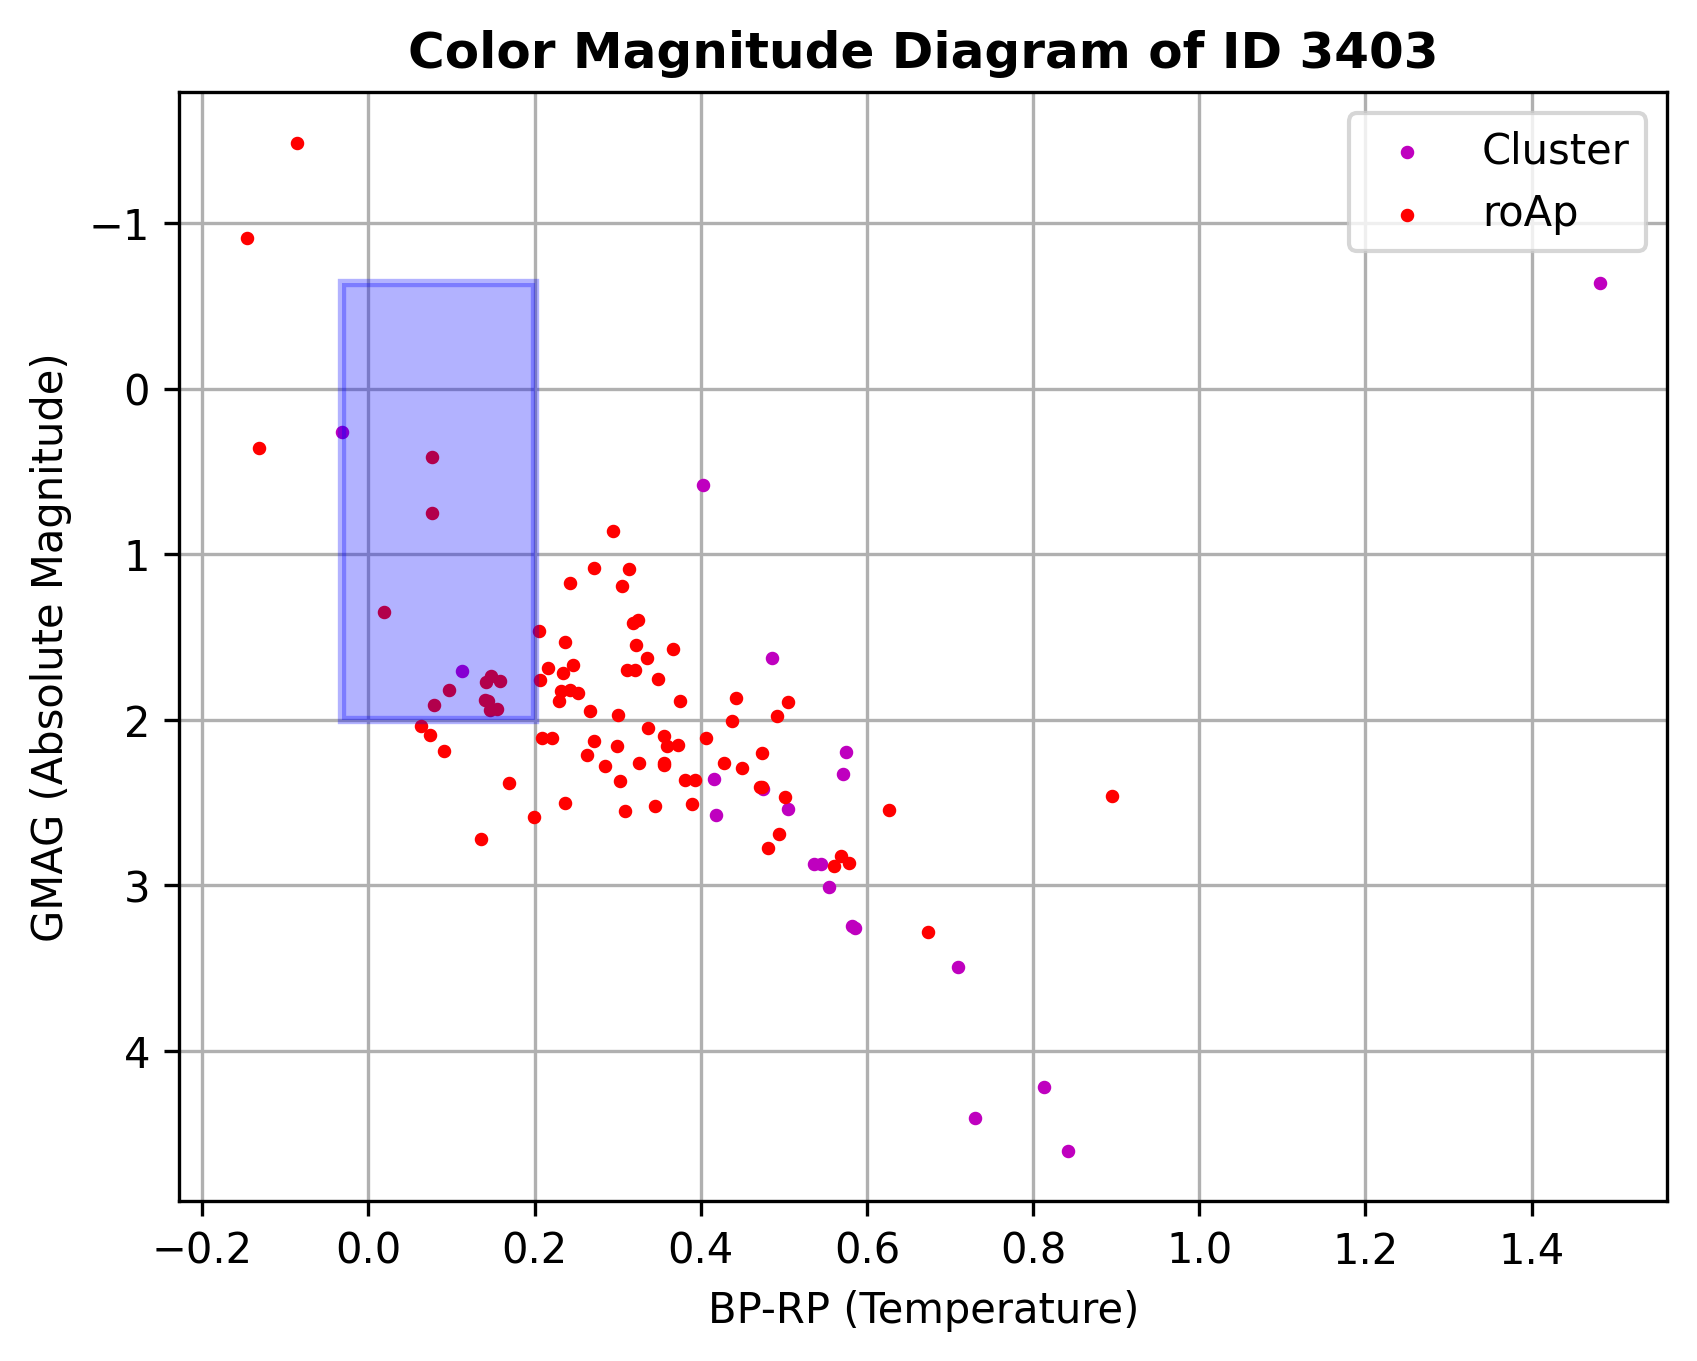 Color Magnitude Diagram of ID 3403
Cluster
roAp
GMAG (Absolute Magnitude)
−1
0
1
2
3
4
−0.2 0.0 0.2 0.4 0.6 0.8 1.0 1.2 1.4
BP-RP (Temperature)